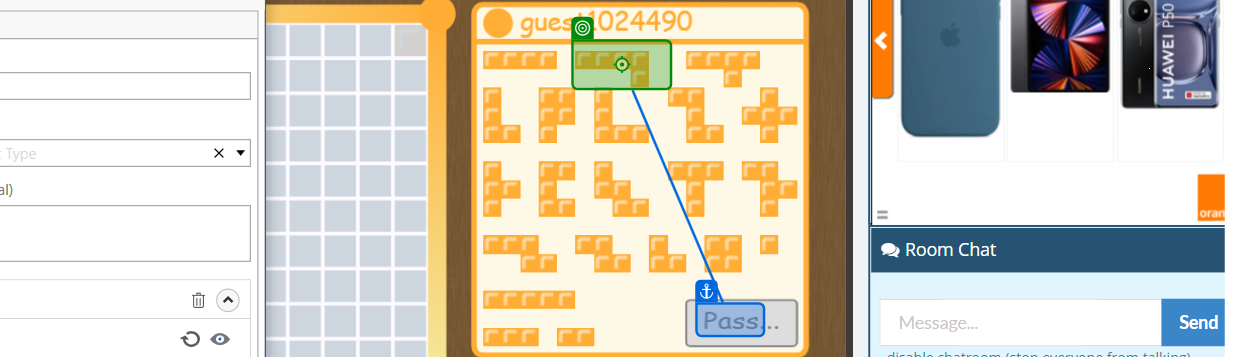 guest1024490
t Type
al)
Pass...
HUAWEI P50
oran
Room Chat
Message...
Send
disable chatroom (stop everyone from talking)